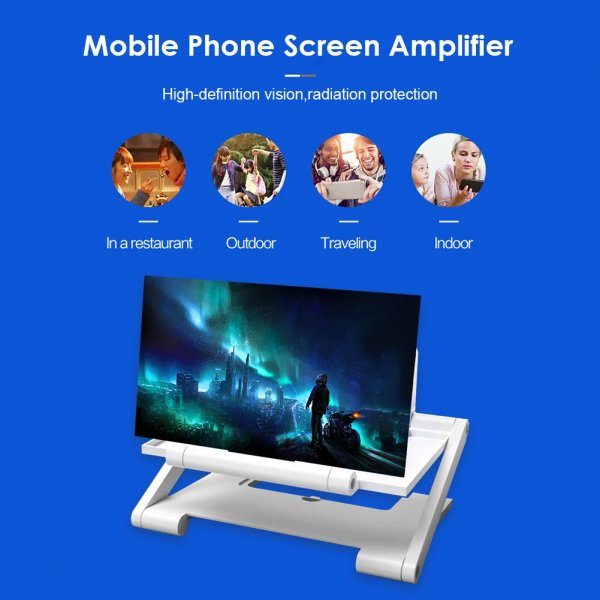 Mobile Phone Screen Amplifier
High-definition vision,radiation protection
In a restaurant
Outdoor
Traveling
Indoor